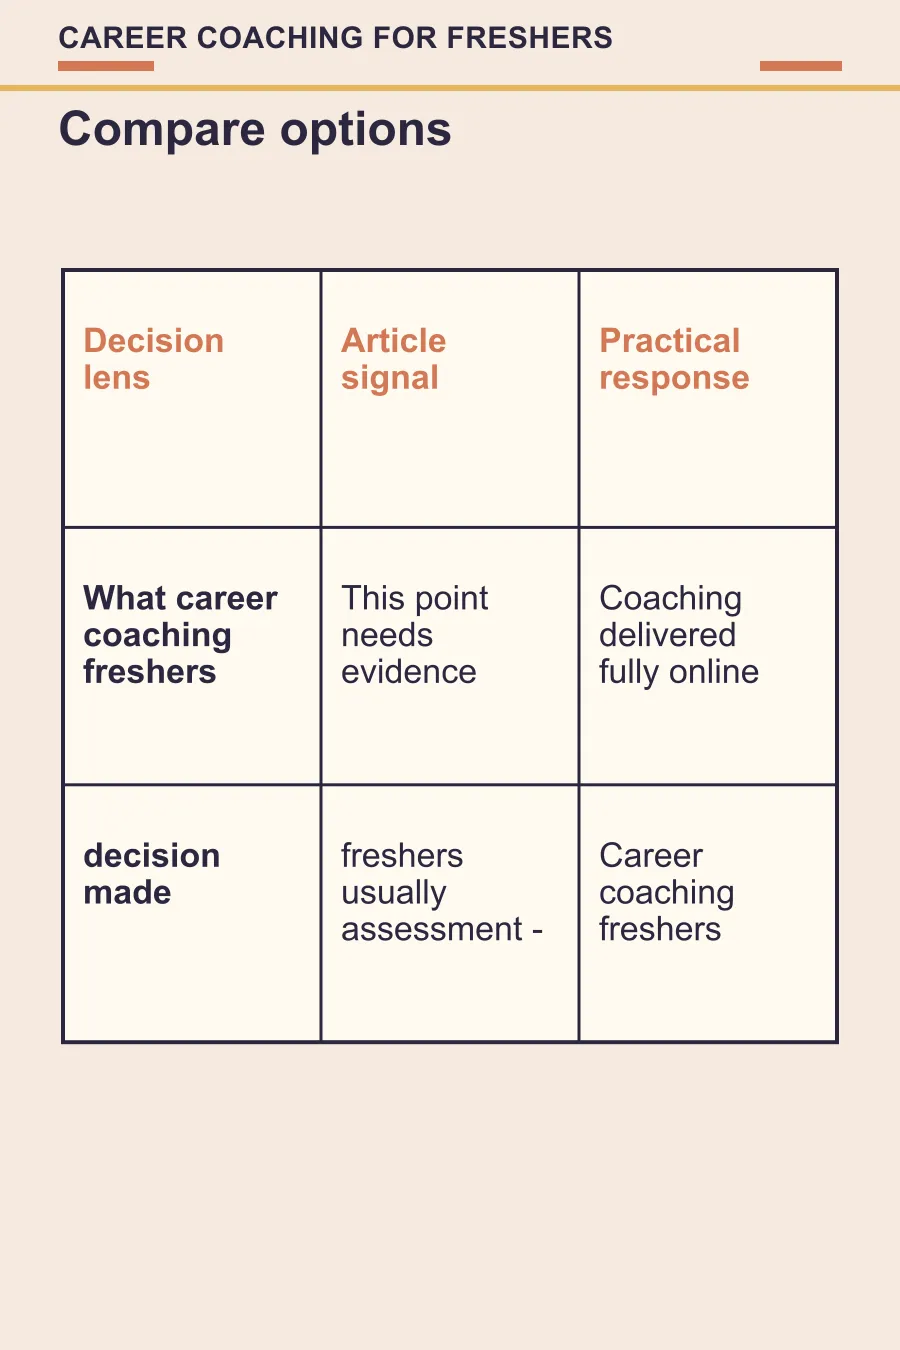 CAREER COACHING FOR FRESHERS
Compare options
Decision
lens
Article
signal
Practical
response
What career
coaching
freshers
This point
needs
evidence
Coaching
delivered
fully online
decision
made
freshers
usually
assessment -
Career
coaching
freshers